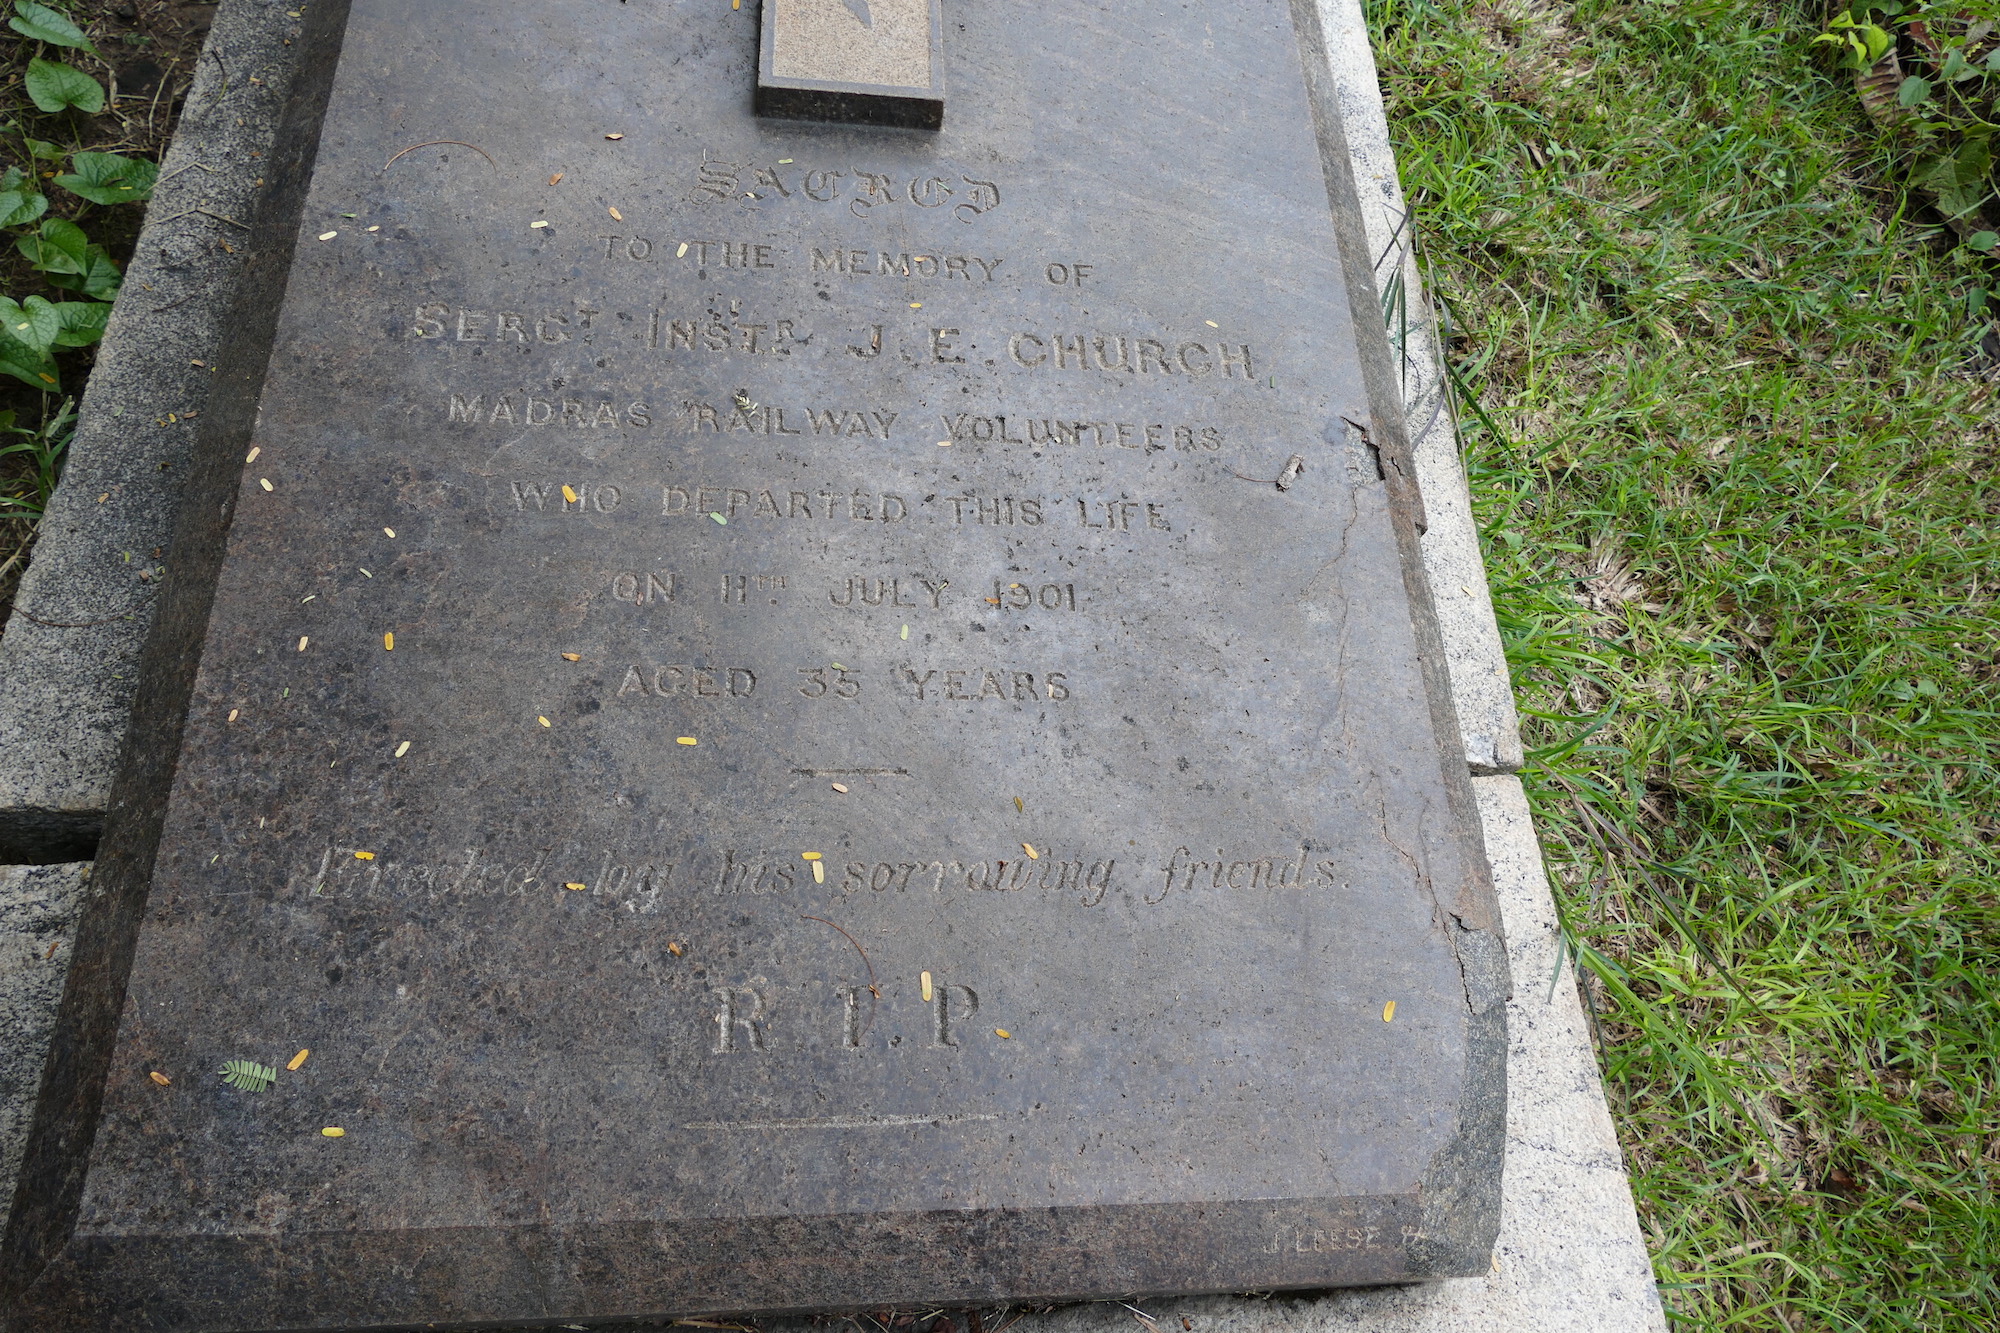 SACRED
TO THE MEMORY OF
SERGT INSTR J. E. CHURCH
MADRAS RAILWAY VOLUNTEERS
WHO DEPARTED THIS LIFE
ON 11TH JULY 1901.
AGED 35 YEARS
Erected by his sorrowing friends.
R.I.P.
J. LEESE